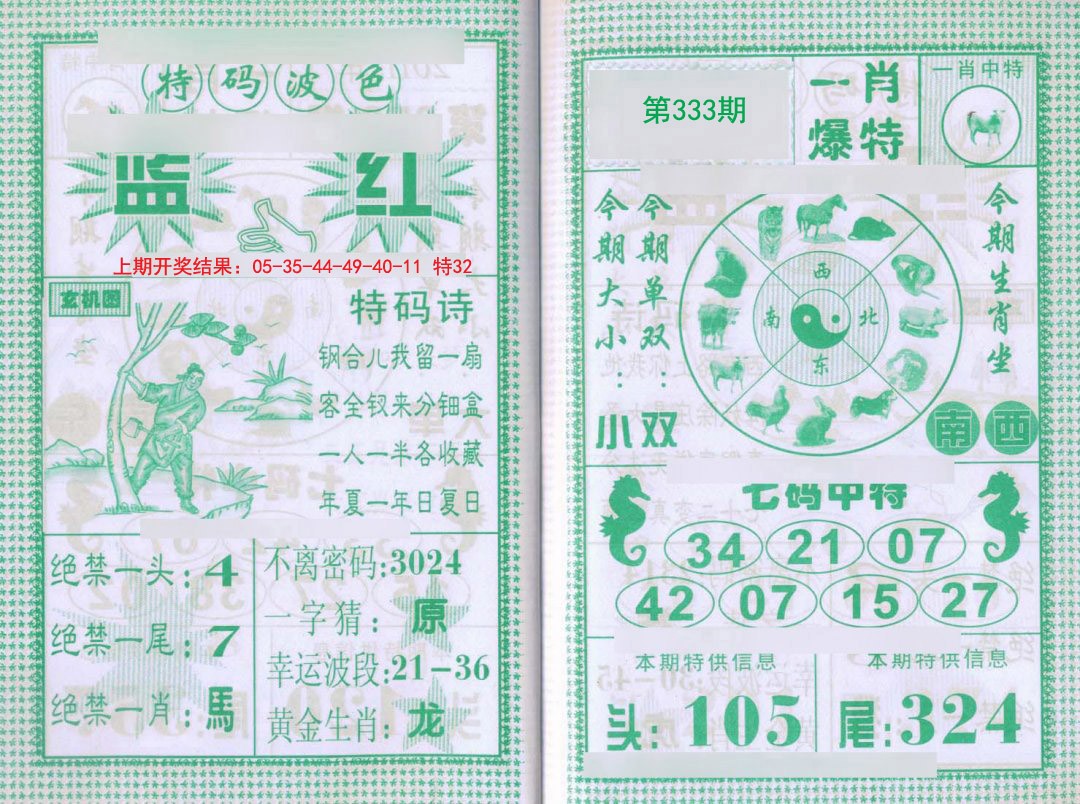 特码波色
蓝 红
上期开奖结果：05-35-44-49-40-11 特32
玄机图
特码诗
钢合儿我留一扇
客全钗来分钿盒
一人一半各收藏
年夏一年日复日
绝禁一头：4
绝禁一尾：7
绝禁一肖：馬
不离密码：3024
一字猜：原
幸运波段：21－36
黄金生肖：龙
第333期
一肖
爆特
一肖中特
今期大小：小
今期单双：双
西
南 北
东
今期生肖坐
南 西
七码中特
34 21 07
42 07 15 27
本期特供信息
头：105
本期特供信息
尾：324